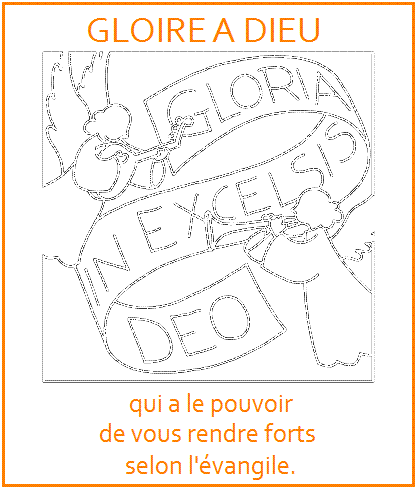 GLOIRE A DIEU
GLORIA
IN EXCELSIS
DEO
qui a le pouvoir
de vous rendre forts
selon l'évangile.